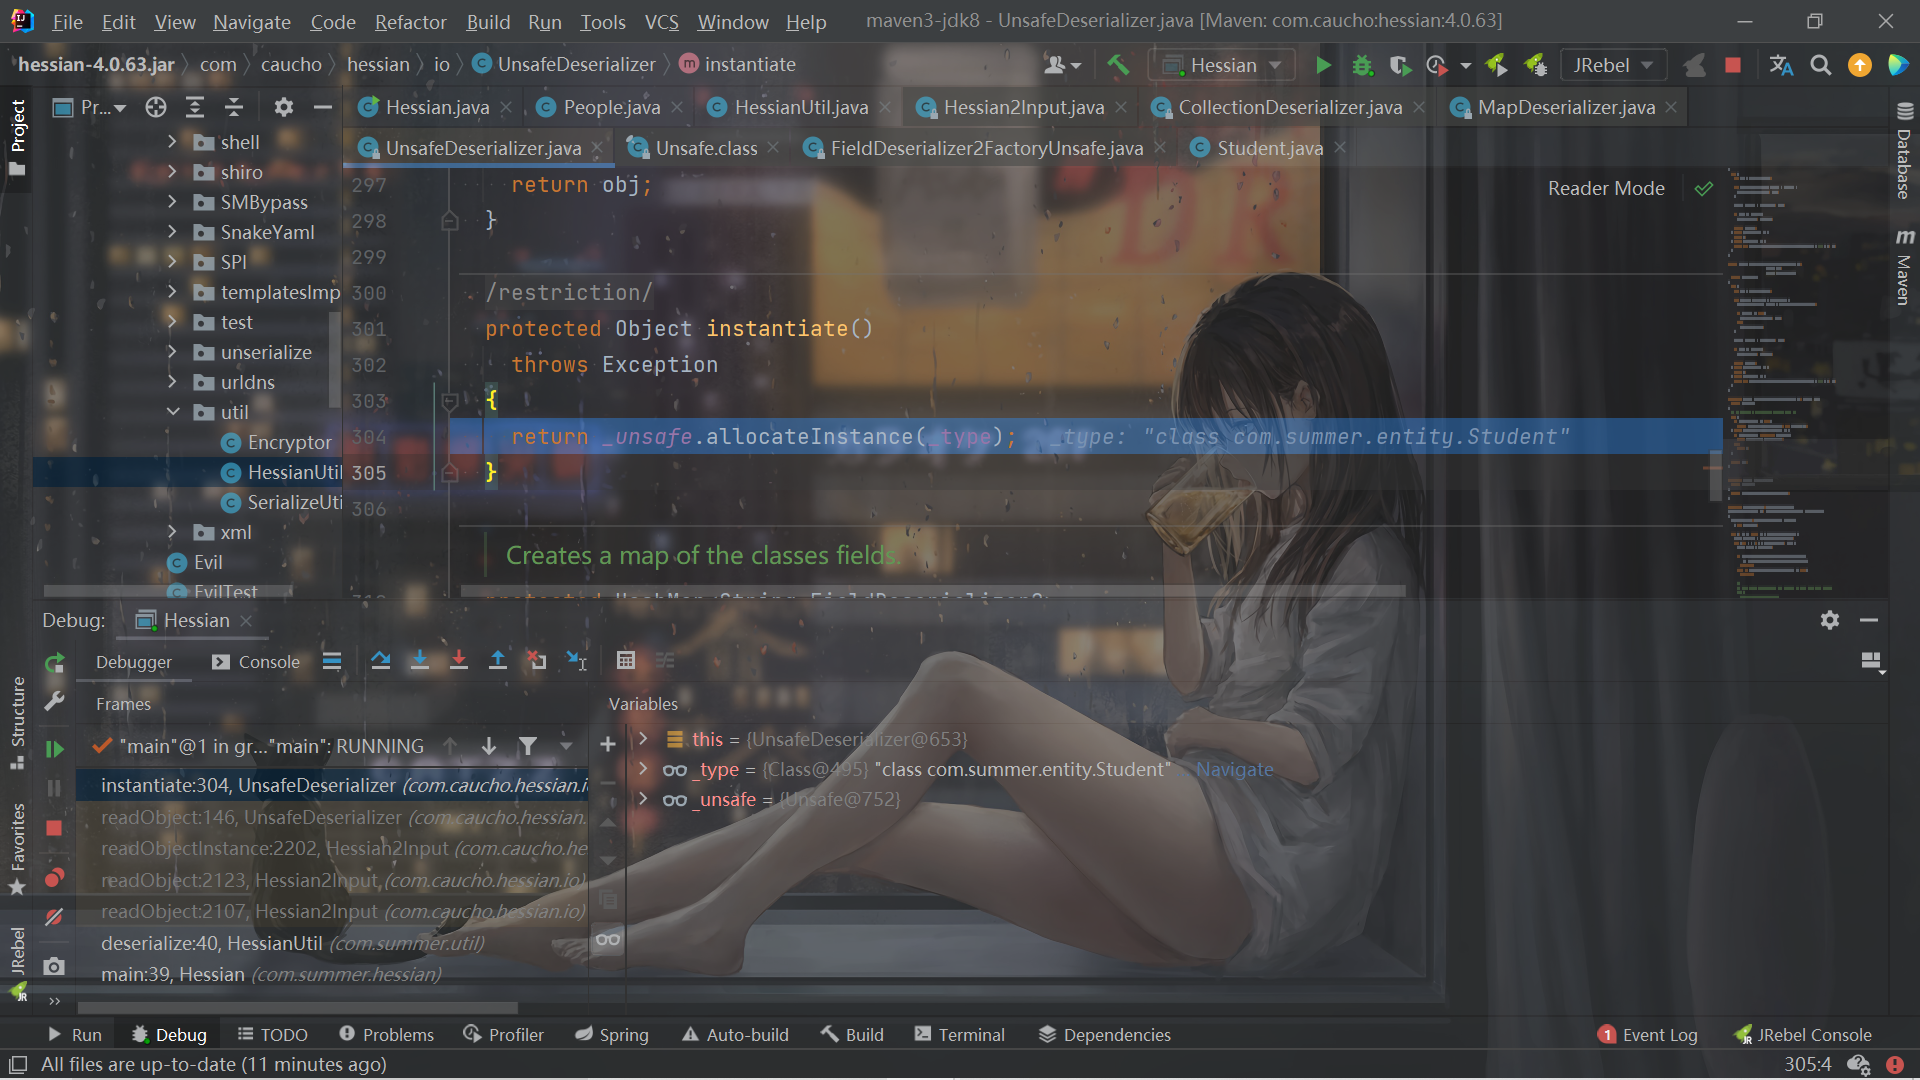 File Edit View Navigate Code Refactor Build Run Tools VCS Window Help maven3-jdk8 - UnsafeDeserializer.java [Maven: com.caucho:hessian:4.0.63]
hessian-4.0.63.jar com caucho hessian io UnsafeDeserializer instantiate Hessian JRebel
Project
Pr...
Hessian.java People.java HessianUtil.java Hessian2Input.java CollectionDeserializer.java MapDeserializer.java
UnsafeDeserializer.java Unsafe.class FieldDeserializer2FactoryUnsafe.java Student.java
Database
Maven
shell
shiro
SMBypass
SnakeYaml
SPI
templatesImp
test
unserialize
urldns
util
Encryptor
HessianUtil
SerializeUti
xml
Evil
EvilTest
Reader Mode
297 return obj;
298 }
299
300 /restriction/
301 protected Object instantiate()
302 throws Exception
303 {
304 return _unsafe.allocateInstance(_type); _type: "class com.summer.entity.Student"
305 }
306
Creates a map of the classes fields.
Debug: Hessian
Debugger Console
Frames
Variables
"main"@1 in gr..."main": RUNNING
instantiate:304, UnsafeDeserializer (com.caucho.hessian.io
readObject:146, UnsafeDeserializer (com.caucho.hessian.
readObjectInstance:2202, Hessian2Input (com.caucho.he
readObject:2123, Hessian2Input (com.caucho.hessian.io)
readObject:2107, Hessian2Input (com.caucho.hessian.io)
deserialize:40, HessianUtil (com.summer.util)
main:39, Hessian (com.summer.hessian)
this = {UnsafeDeserializer@653}
_type = {Class@495} "class com.summer.entity.Student" ... Navigate
_unsafe = {Unsafe@752}
Structure
Favorites
JRebel
Run Debug TODO Problems Profiler Spring Auto-build Build Terminal Dependencies 1 Event Log JRebel Console
All files are up-to-date (11 minutes ago) 305:4